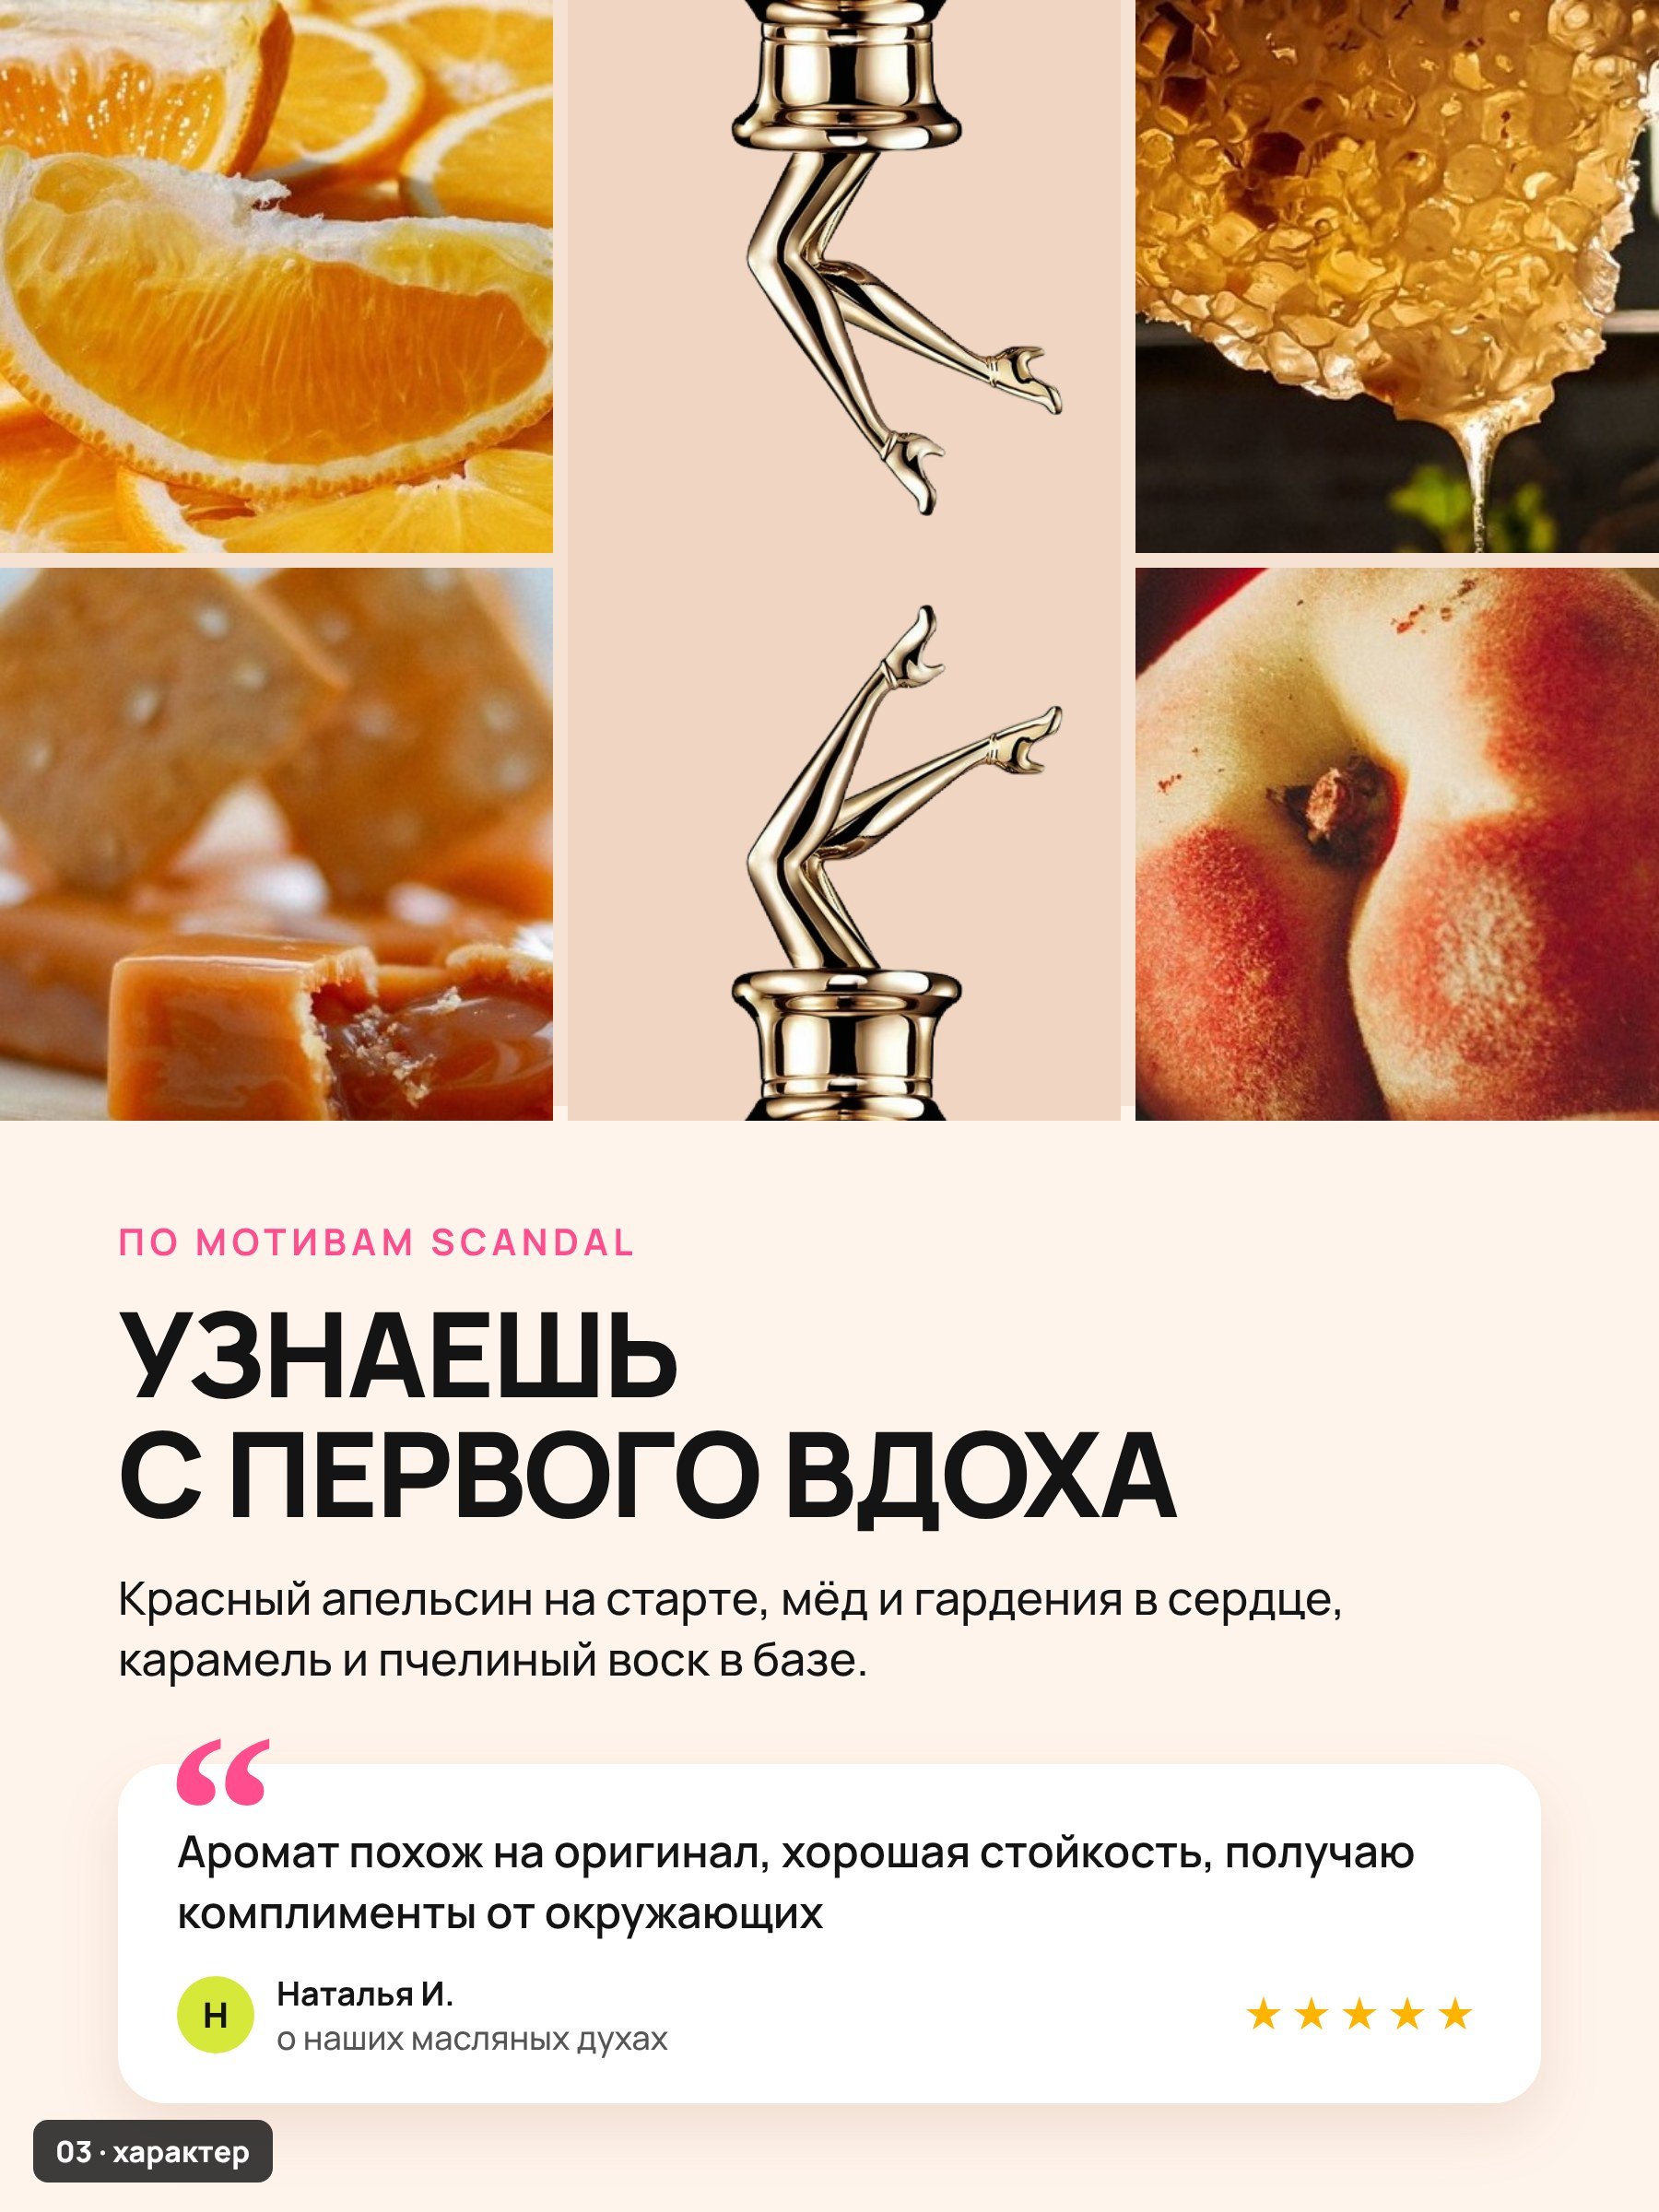 ПО МОТИВАМ SCANDAL
УЗНАЕШЬ
С ПЕРВОГО ВДОХА
Красный апельсин на старте, мёд и гардения в сердце,
карамель и пчелиный воск в базе.
“
Аромат похож на оригинал, хорошая стойкость, получаю
комплименты от окружающих
Н
Наталья И.
о наших масляных духах
★★★★★
03 · характер